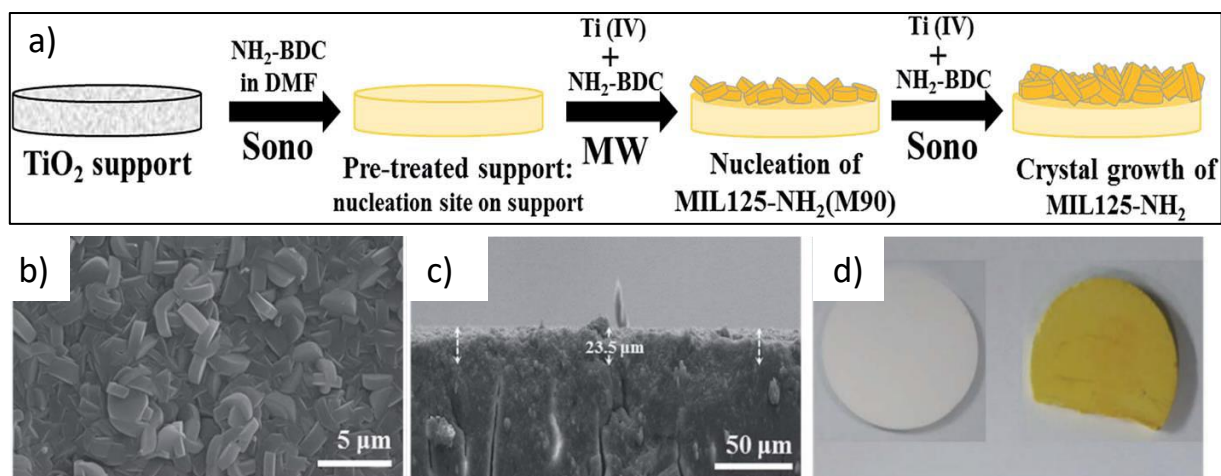 a)
NH₂-BDC
in DMF
Sono
TiO₂ support
Pre-treated support:
nucleation site on support
Ti (IV)
+
NH₂-BDC
MW
Nucleation of
MIL125-NH₂(M90)
Ti (IV)
+
NH₂-BDC
Sono
Crystal growth of
MIL125-NH₂
b)
5 μm
c)
23.5 μm
50 μm
d)